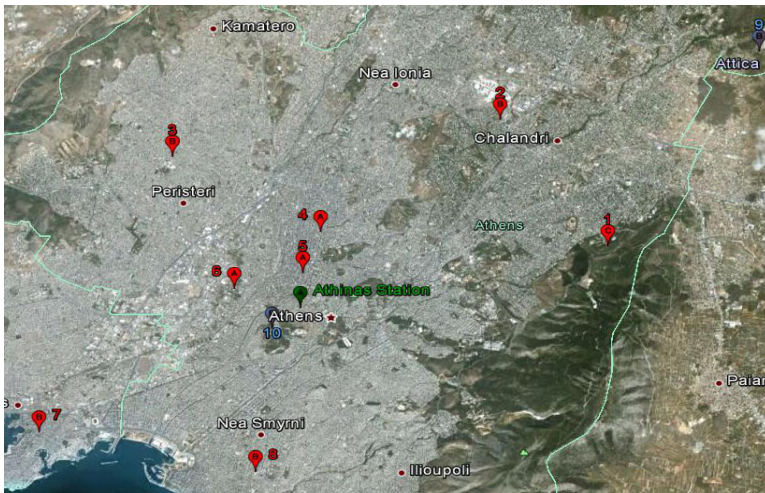 Kamatero
9
B
Attica
Nea Ionia
2
B
Chalandri
3
B
Peristeri
4
A
Athens
1
C
5
A
6
A
Athinas Station
Athens
10
Paian
s
7
B
Nea Smyrni
8
B
Ilioupoli